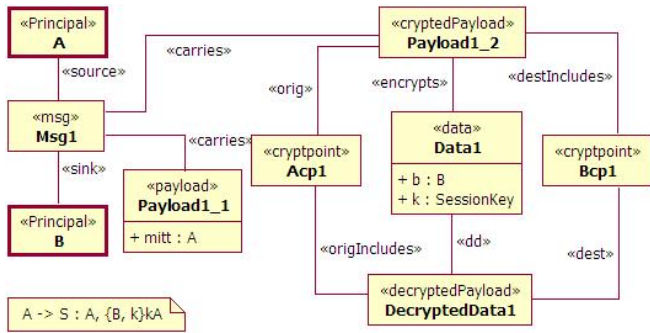 «Principal»
A
«source»
«msg»
Msg1
«sink»
«Principal»
B
«carries»
«carries»
«payload»
Payload1_1
+ mitt : A
«cryptedPayload»
Payload1_2
«orig»
«encrypts»
«destIncludes»
«cryptpoint»
Acp1
«data»
Data1
+ b : B
+ k : SessionKey
«cryptpoint»
Bcp1
«origIncludes»
«dd»
«dest»
«decryptedPayload»
DecryptedData1
A -> S : A, {B, k}kA